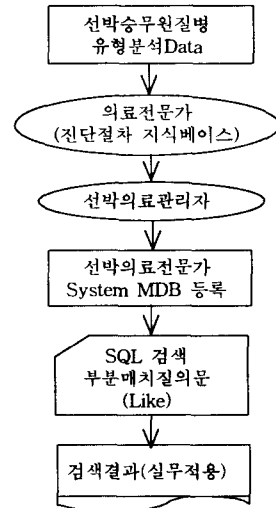 선박승무원질병
유형분석Data
의료전문가
(진단절차 지식베이스)
선박의료관리자
선박의료전문가
System MDB 등록
SQL 검색
부분매치질의문
(Like)
검색결과(실무적용)